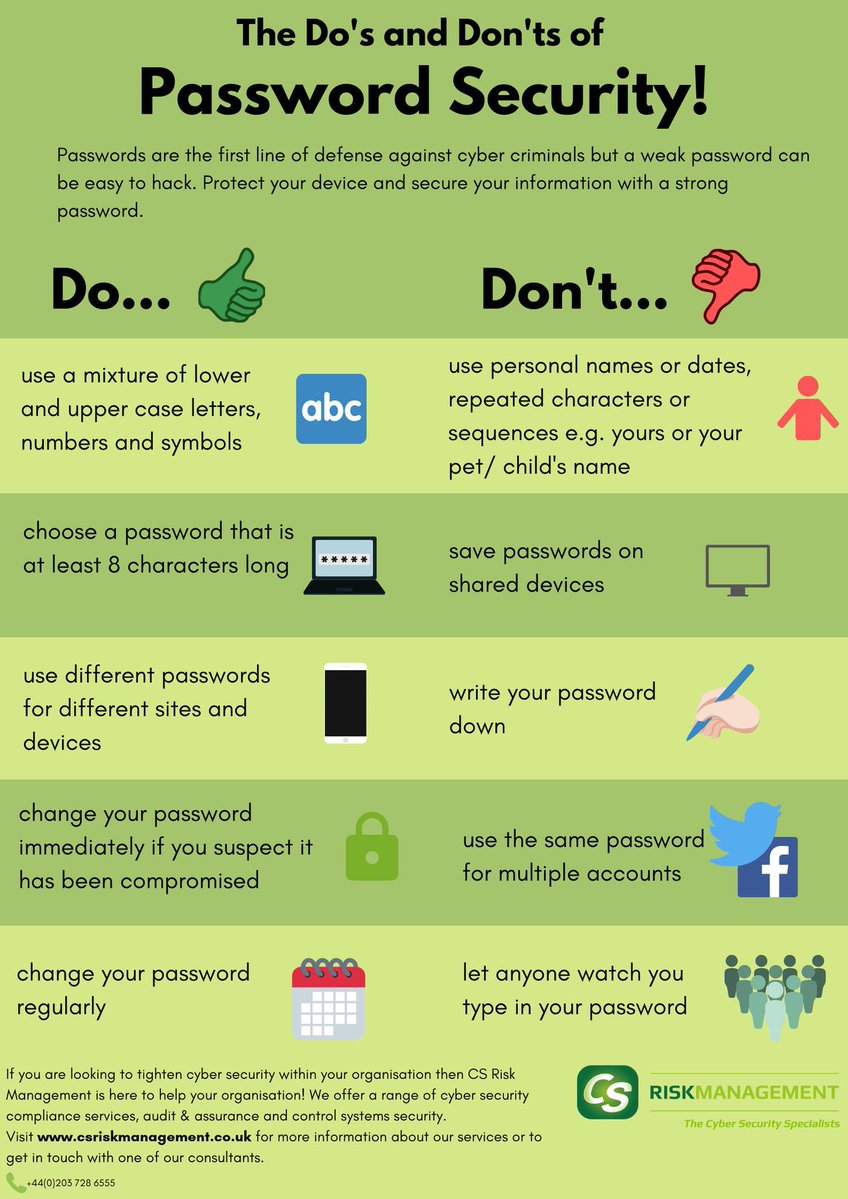 The Do's and Don'ts of
Password Security!
Passwords are the first line of defense against cyber criminals but a weak password can
be easy to hack. Protect your device and secure your information with a strong
password.
Do...
Don't...
use a mixture of lower
and upper case letters,
numbers and symbols
abc
use personal names or dates,
repeated characters or
sequences e.g. yours or your
pet/ child's name
choose a password that is
at least 8 characters long
*****
save passwords on
shared devices
use different passwords
for different sites and
devices
write your password
down
change your password
immediately if you suspect it
has been compromised
use the same password
for multiple accounts
f
change your password
regularly
let anyone watch you
type in your password
If you are looking to tighten cyber security within your organisation then CS Risk
Management is here to help your organisation! We offer a range of cyber security
compliance services, audit & assurance and control systems security.
Visit www.csriskmanagement.co.uk for more information about our services or to
get in touch with one of our consultants.
+44(0)203 728 6555
CS RISKMANAGEMENT
The Cyber Security Specialists